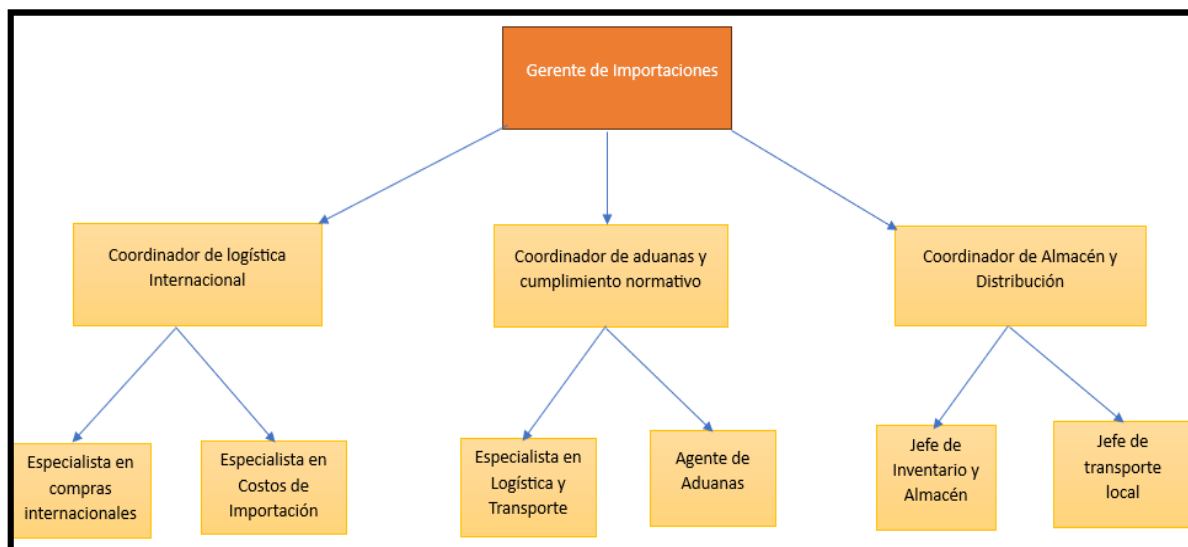 Gerente de Importaciones
Coordinador de logística
Internacional
Coordinador de aduanas y
cumplimiento normativo
Coordinador de Almacén y
Distribución
Especialista en
compras
internacionales
Especialista en
Costos de
Importación
Especialista en
Logística y
Transporte
Agente de
Aduanas
Jefe de
Inventario y
Almacén
Jefe de
transporte
local